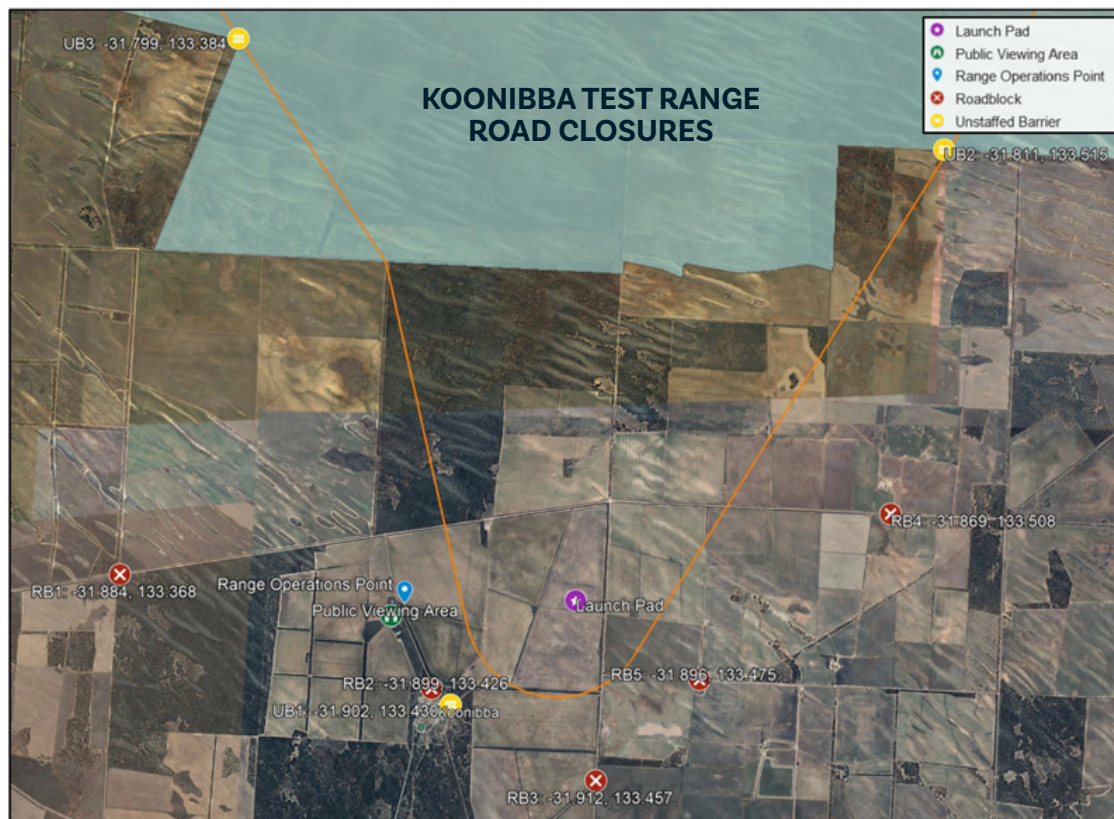 UB3: -31.799, 133.384
KOONIBBA TEST RANGE
ROAD CLOSURES
Launch Pad
Public Viewing Area
Range Operations Point
Roadblock
Unstaffed Barrier
UB2: -31.811, 133.515
RB4: -31.869, 133.508
RB1: -31.884, 133.368
Range Operations Point
Public Viewing Area
Launch Pad
RB2: -31.899, 133.426
RB5: -31.896, 133.475
UB1: -31.902, 133.430
Koonibba
RB3: -31.912, 133.457